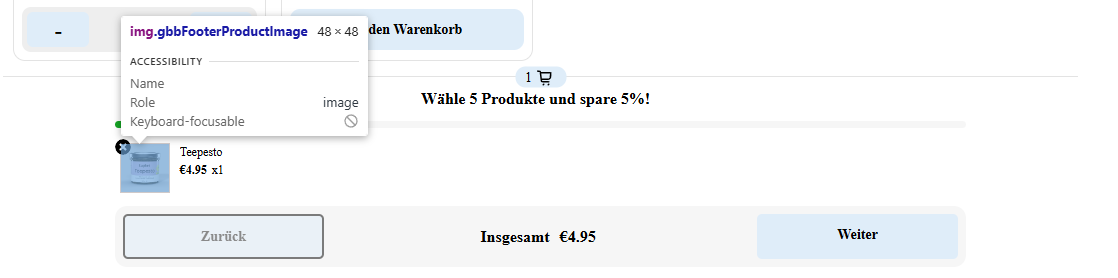 -
den Warenkorb
img.gbbFooterProductImage 48 × 48
ACCESSIBILITY
Name
Role image
Keyboard-focusable
1
Wähle 5 Produkte und spare 5%!
Teepesto
€4.95 x1
Zurück
Insgesamt €4.95
Weiter